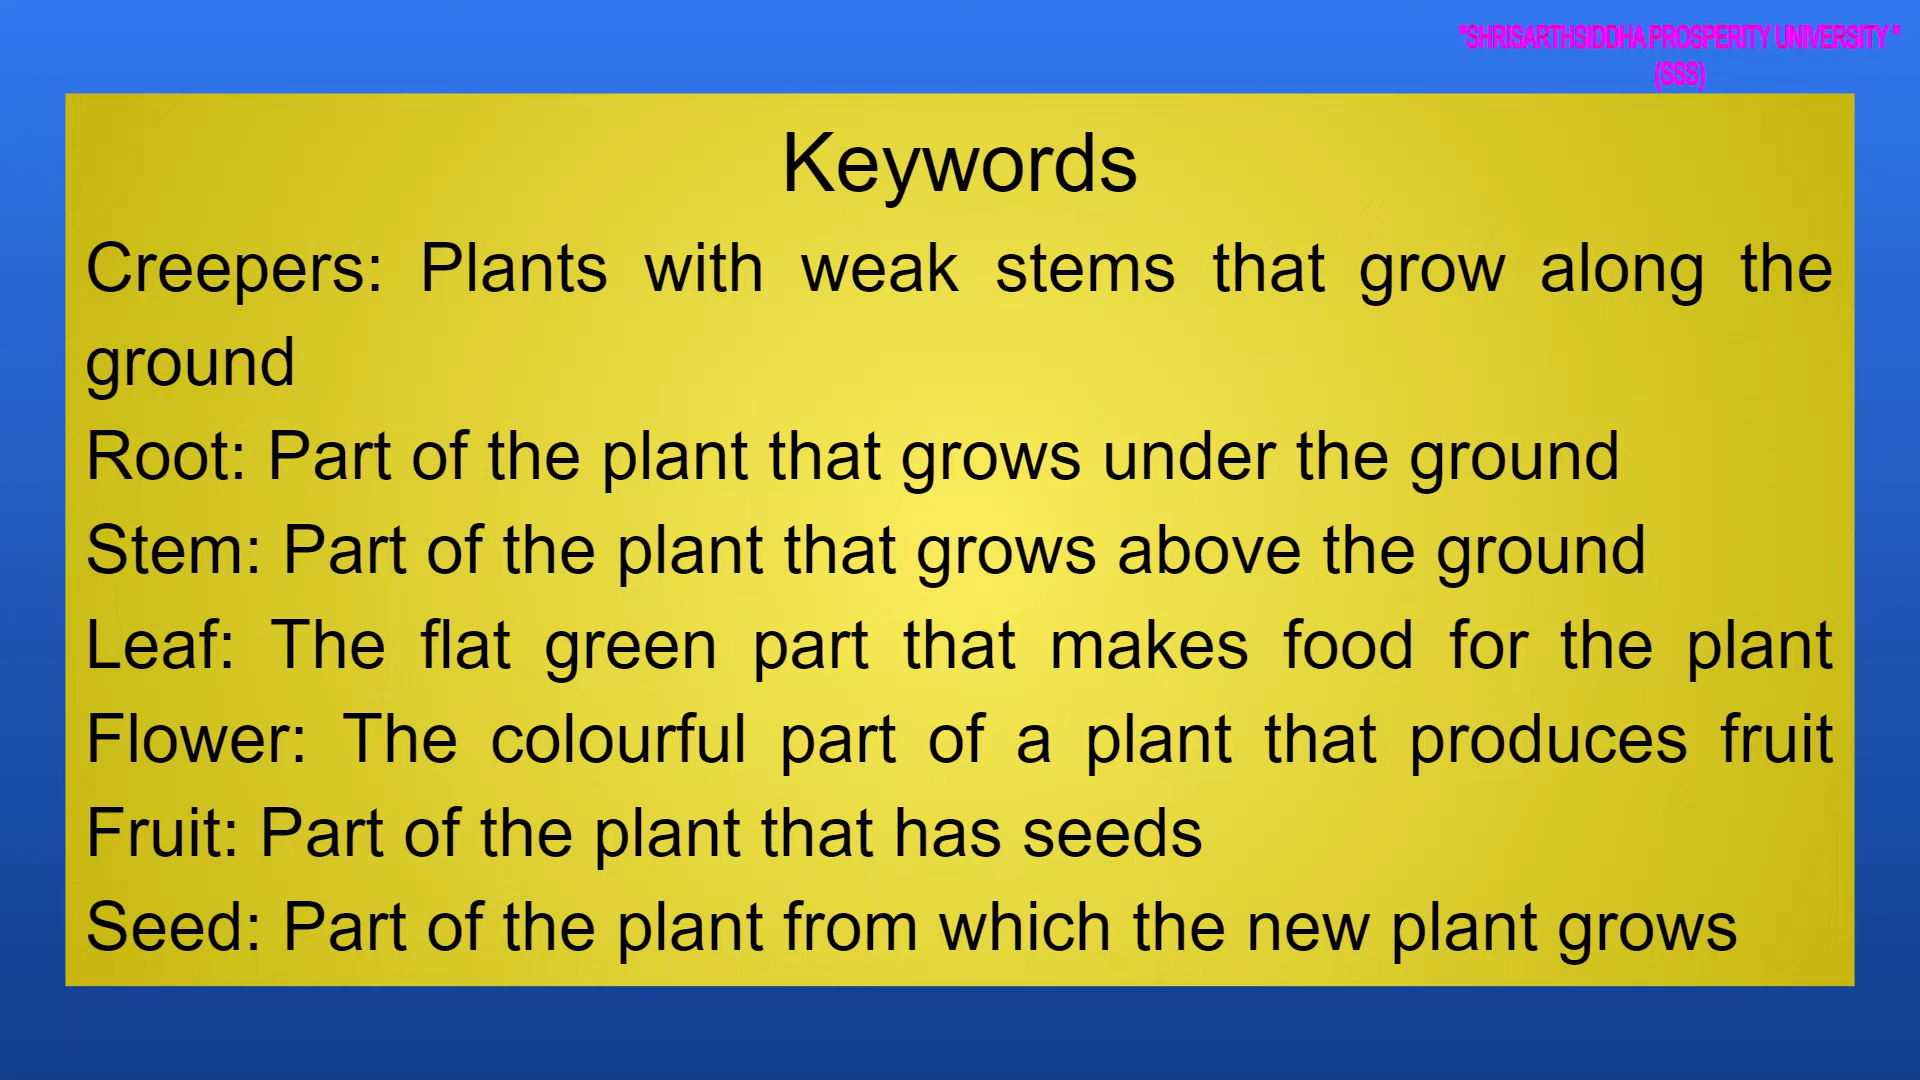 "SHRISARTHSIDDHA PROSPERITY UNIVERSITY "
(SSS)
Keywords
Creepers: Plants with weak stems that grow along the
ground
Root: Part of the plant that grows under the ground
Stem: Part of the plant that grows above the ground
Leaf: The flat green part that makes food for the plant
Flower: The colourful part of a plant that produces fruit
Fruit: Part of the plant that has seeds
Seed: Part of the plant from which the new plant grows